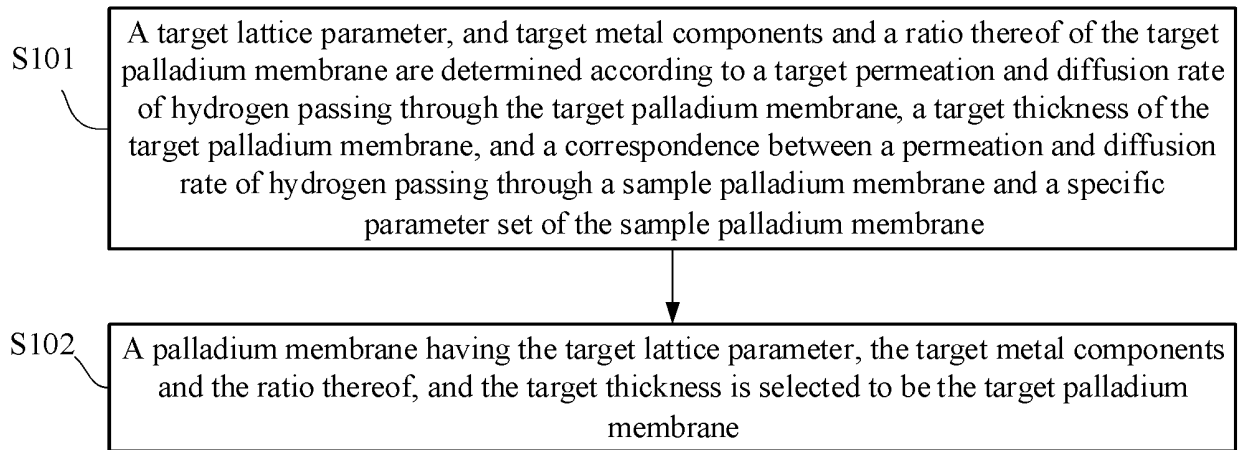 S101
A target lattice parameter, and target metal components and a ratio thereof of the target
palladium membrane are determined according to a target permeation and diffusion rate
of hydrogen passing through the target palladium membrane, a target thickness of the
target palladium membrane, and a correspondence between a permeation and diffusion
rate of hydrogen passing through a sample palladium membrane and a specific
parameter set of the sample palladium membrane
S102
A palladium membrane having the target lattice parameter, the target metal components
and the ratio thereof, and the target thickness is selected to be the target palladium
membrane